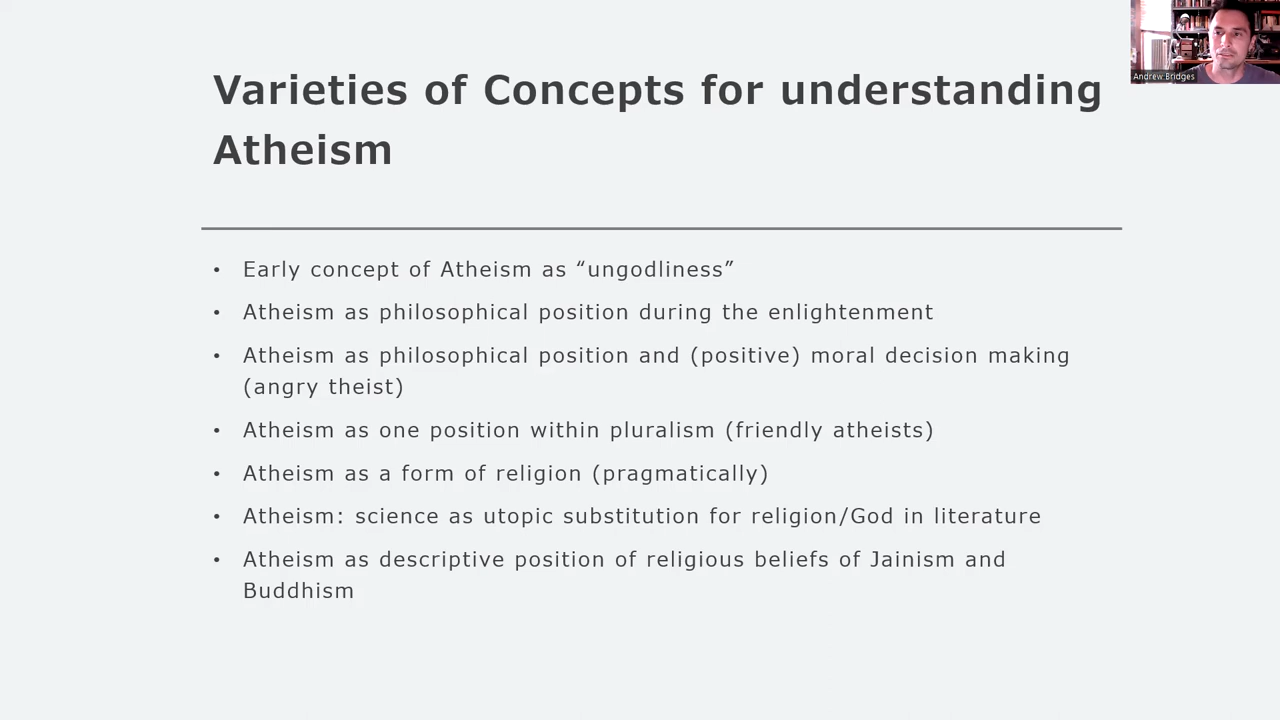 Andrew Bridges
Varieties of Concepts for understanding
Atheism
• Early concept of Atheism as “ungodliness”
• Atheism as philosophical position during the enlightenment
• Atheism as philosophical position and (positive) moral decision making
(angry theist)
• Atheism as one position within pluralism (friendly atheists)
• Atheism as a form of religion (pragmatically)
• Atheism: science as utopic substitution for religion/God in literature
• Atheism as descriptive position of religious beliefs of Jainism and
Buddhism